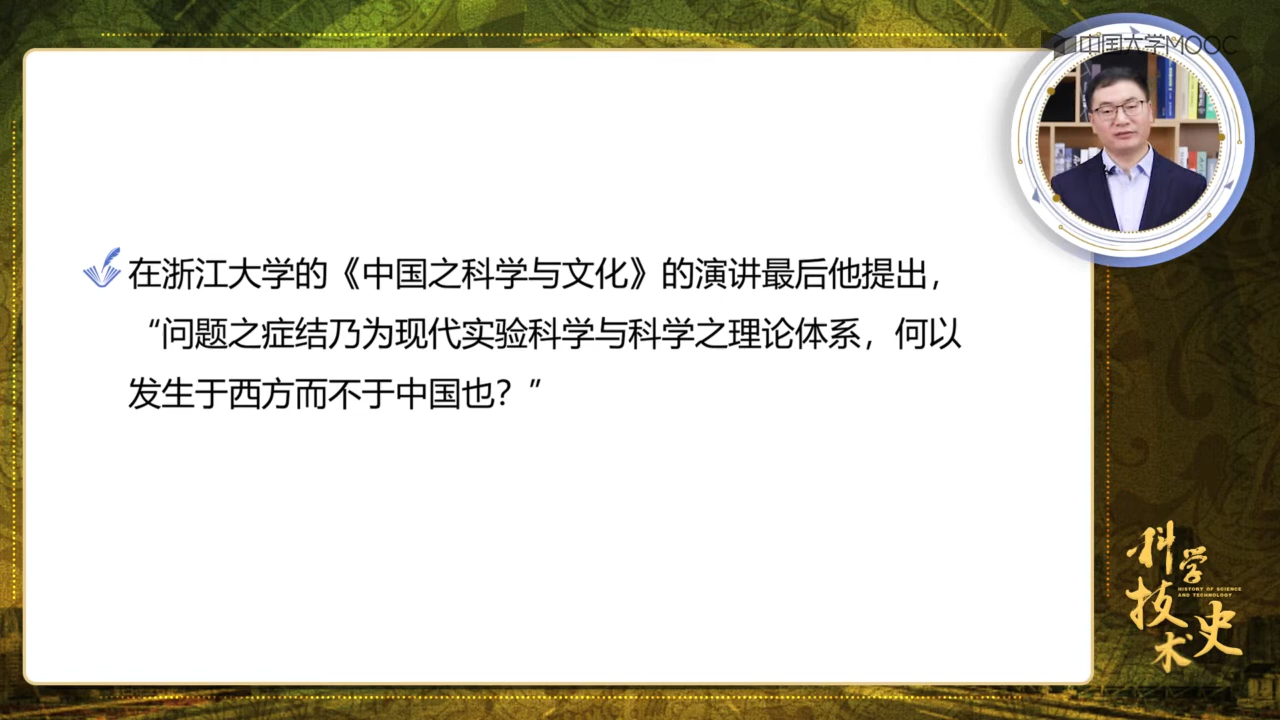 中国大学MOOC
在浙江大学的《中国之科学与文化》的演讲最后他提出，
“问题之症结乃为现代实验科学与科学之理论体系，何以
发生于西方而不于中国也？”
科学
技术史
HISTORY OF SCIENCE
AND TECHNOLOGY